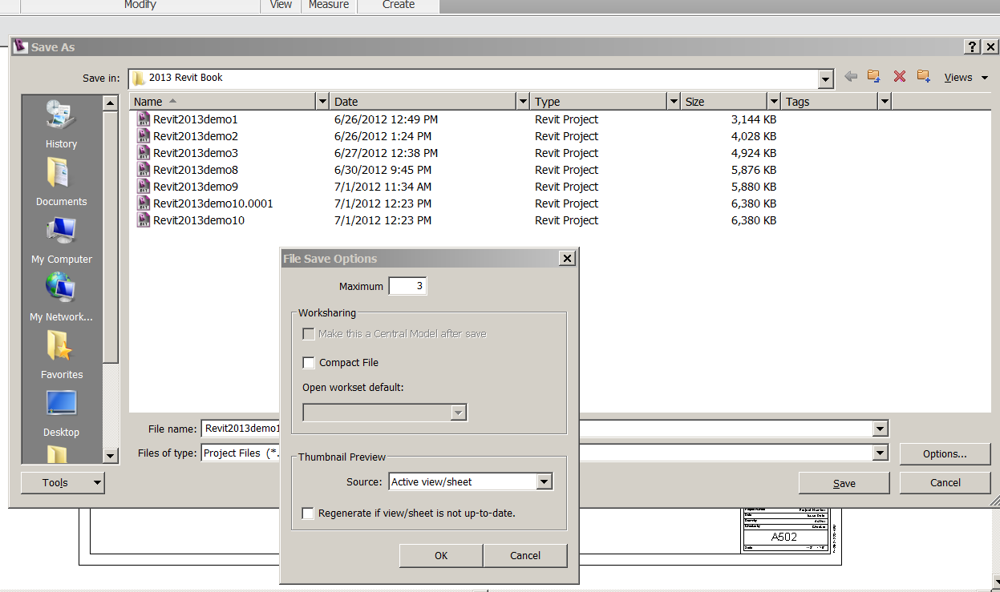 Modify View Measure Create
Save As
Save in: 2013 Revit Book Views
Name Date Type Size Tags
Revit2013demo1 6/26/2012 12:49 PM Revit Project 3,144 KB
Revit2013demo2 6/26/2012 1:24 PM Revit Project 4,028 KB
Revit2013demo3 6/27/2012 12:38 PM Revit Project 4,924 KB
Revit2013demo8 6/30/2012 9:45 PM Revit Project 5,876 KB
Revit2013demo9 7/1/2012 11:34 AM Revit Project 5,880 KB
Revit2013demo10.0001 7/1/2012 12:23 PM Revit Project 6,380 KB
Revit2013demo10 7/1/2012 12:23 PM Revit Project 6,380 KB
History
Documents
My Computer
My Network...
Favorites
Desktop
File name: Revit2013demo1
Files of type: Project Files (*.
Tools
Options...
Save Cancel
File Save Options
Maximum 3
Worksharing
Make this a Central Model after save
Compact File
Open workset default:
Thumbnail Preview
Source: Active view/sheet
Regenerate if view/sheet is not up-to-date.
OK Cancel
Project Number
Date Issue Date
Author
Checker
A502
Scale